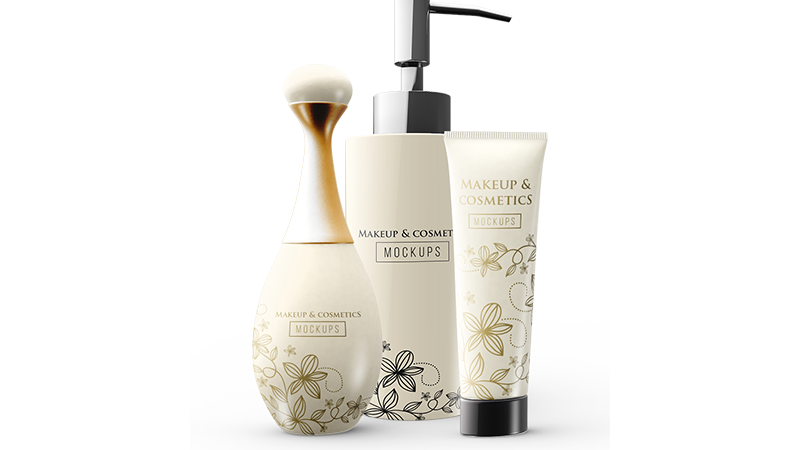 MAKEUP & COSMETICS
MOCKUPS
MAKEUP & COSMET
MOCKUPS
MAKEUP &
COSMETICS
MOCKUPS